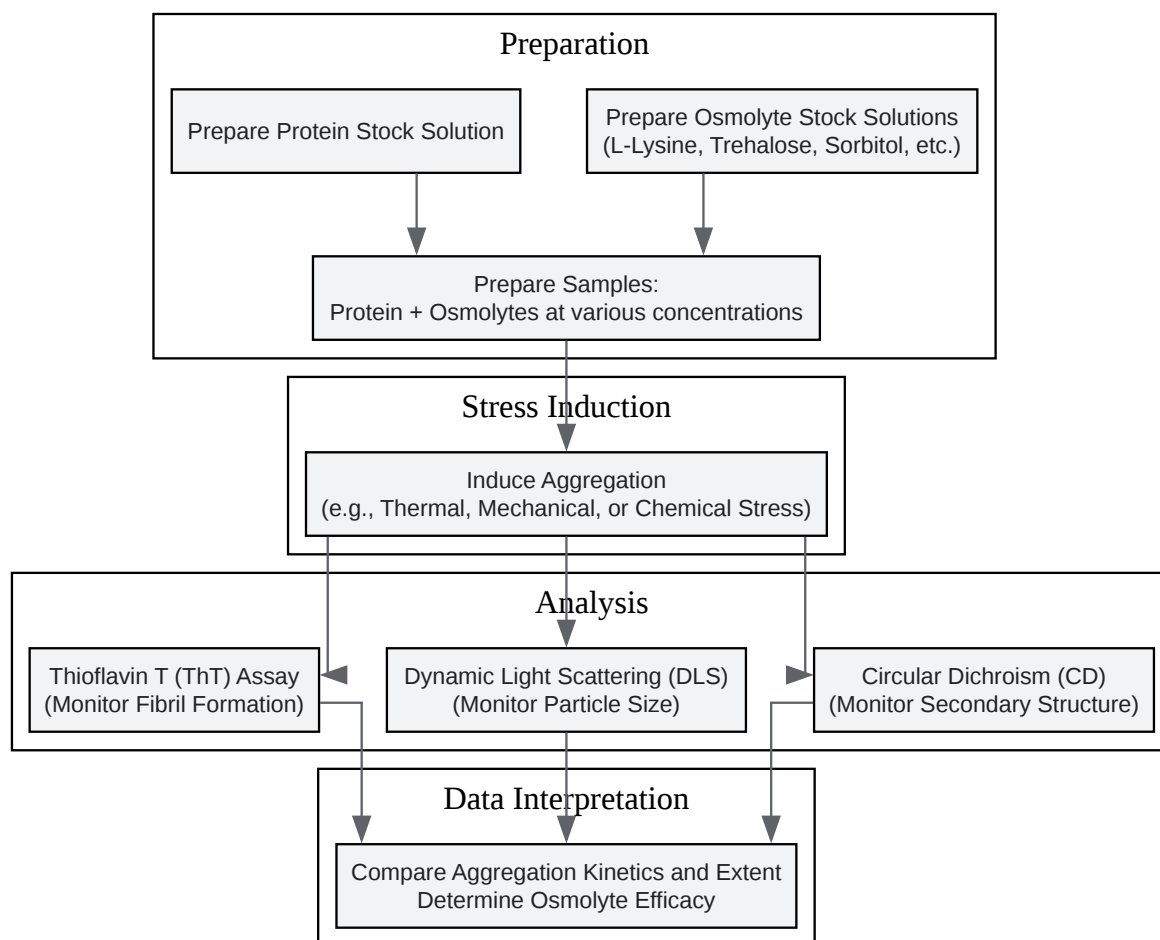 Preparation
Prepare Protein Stock Solution
Prepare Osmolyte Stock Solutions
(L-Lysine, Trehalose, Sorbitol, etc.)
Prepare Samples:
Protein + Osmolytes at various concentrations
Stress Induction
Induce Aggregation
(e.g., Thermal, Mechanical, or Chemical Stress)
Analysis
Thioflavin T (ThT) Assay
(Monitor Fibril Formation)
Dynamic Light Scattering (DLS)
(Monitor Particle Size)
Circular Dichroism (CD)
(Monitor Secondary Structure)
Data Interpretation
Compare Aggregation Kinetics and Extent
Determine Osmolyte Efficacy